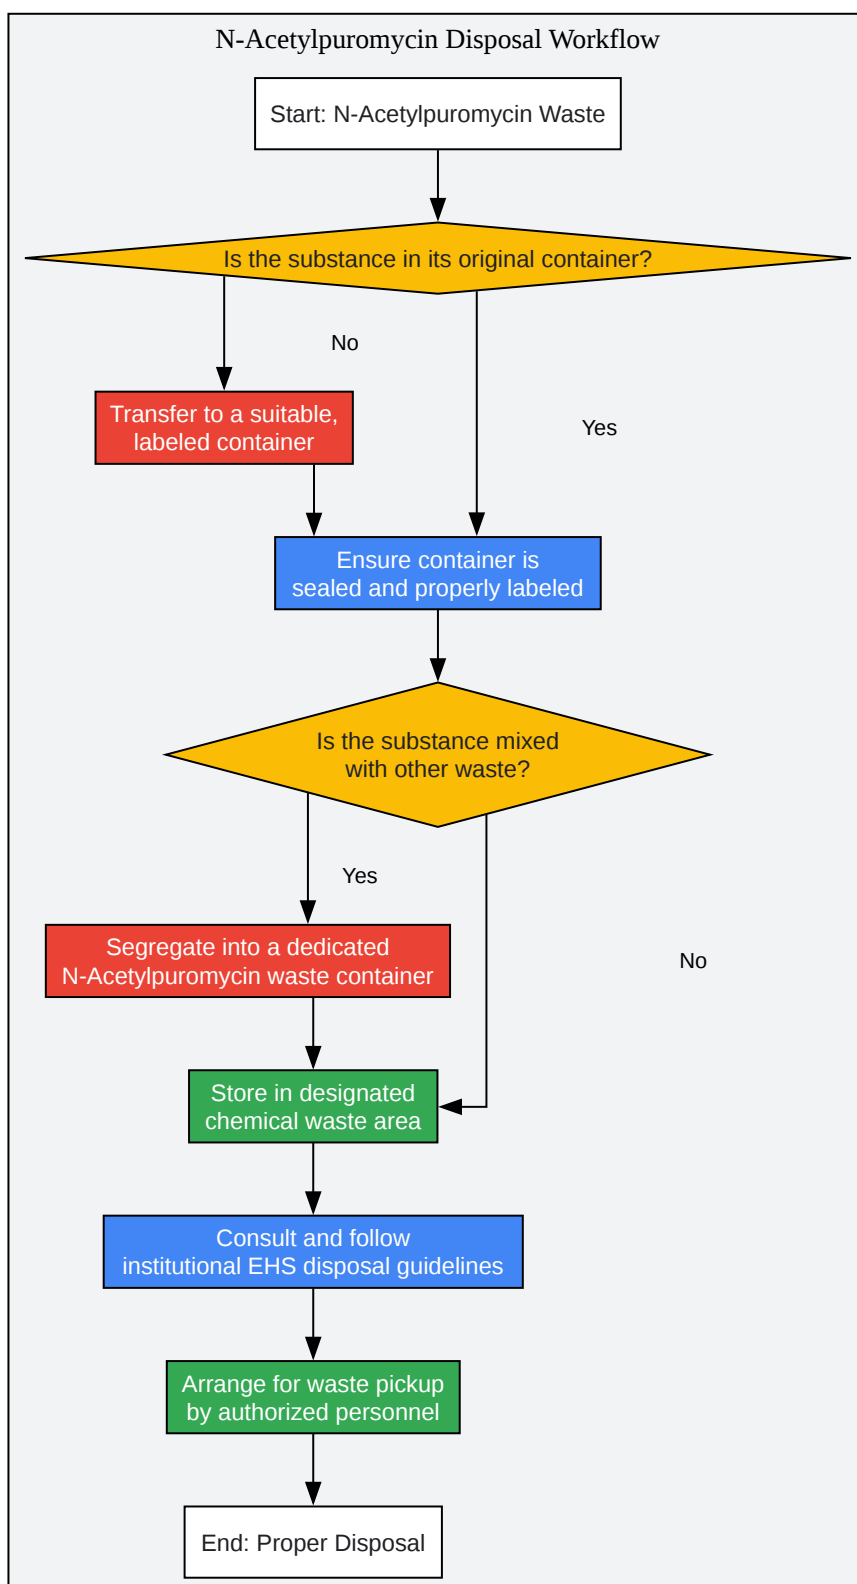 N-Acetylpuromycin Disposal Workflow
Start: N-Acetylpuromycin Waste
Is the substance in its original container?
No
Yes
Transfer to a suitable,
labeled container
Ensure container is
sealed and properly labeled
Is the substance mixed
with other waste?
Yes
No
Segregate into a dedicated
N-Acetylpuromycin waste container
Store in designated
chemical waste area
Consult and follow
institutional EHS disposal guidelines
Arrange for waste pickup
by authorized personnel
End: Proper Disposal